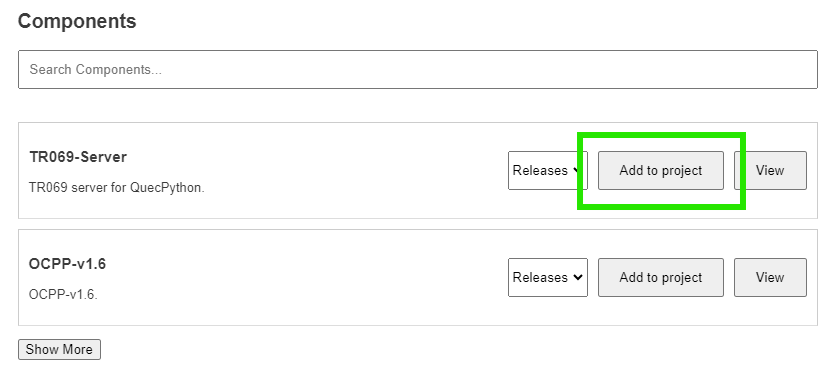 Components
Search Components...
TR069-Server
TR069 server for QuecPython.
Releases
Add to project
View
OCPP-v1.6
OCPP-v1.6.
Releases
Add to project
View
Show More